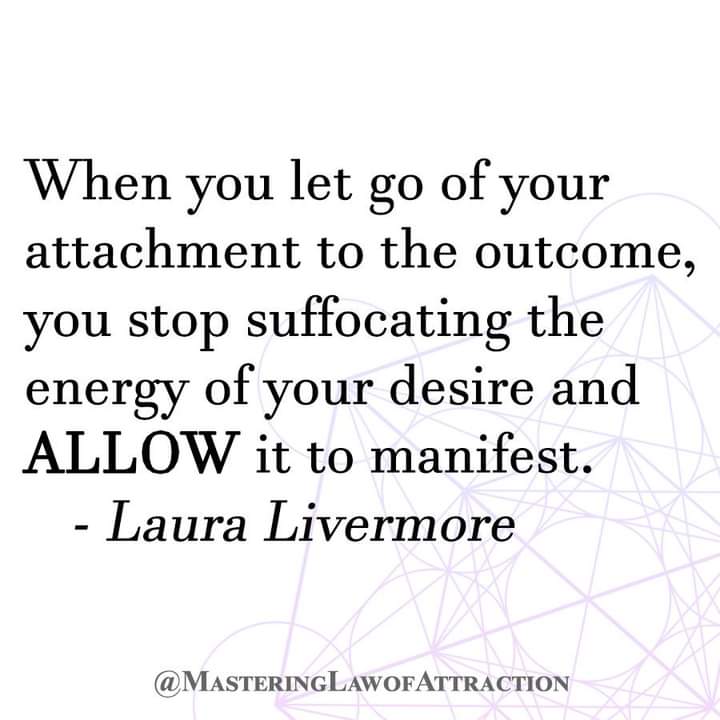 When you let go of your
attachment to the outcome,
you stop suffocating the
energy of your desire and
ALLOW it to manifest.
- Laura Livermore
@MasteringLawofAttraction